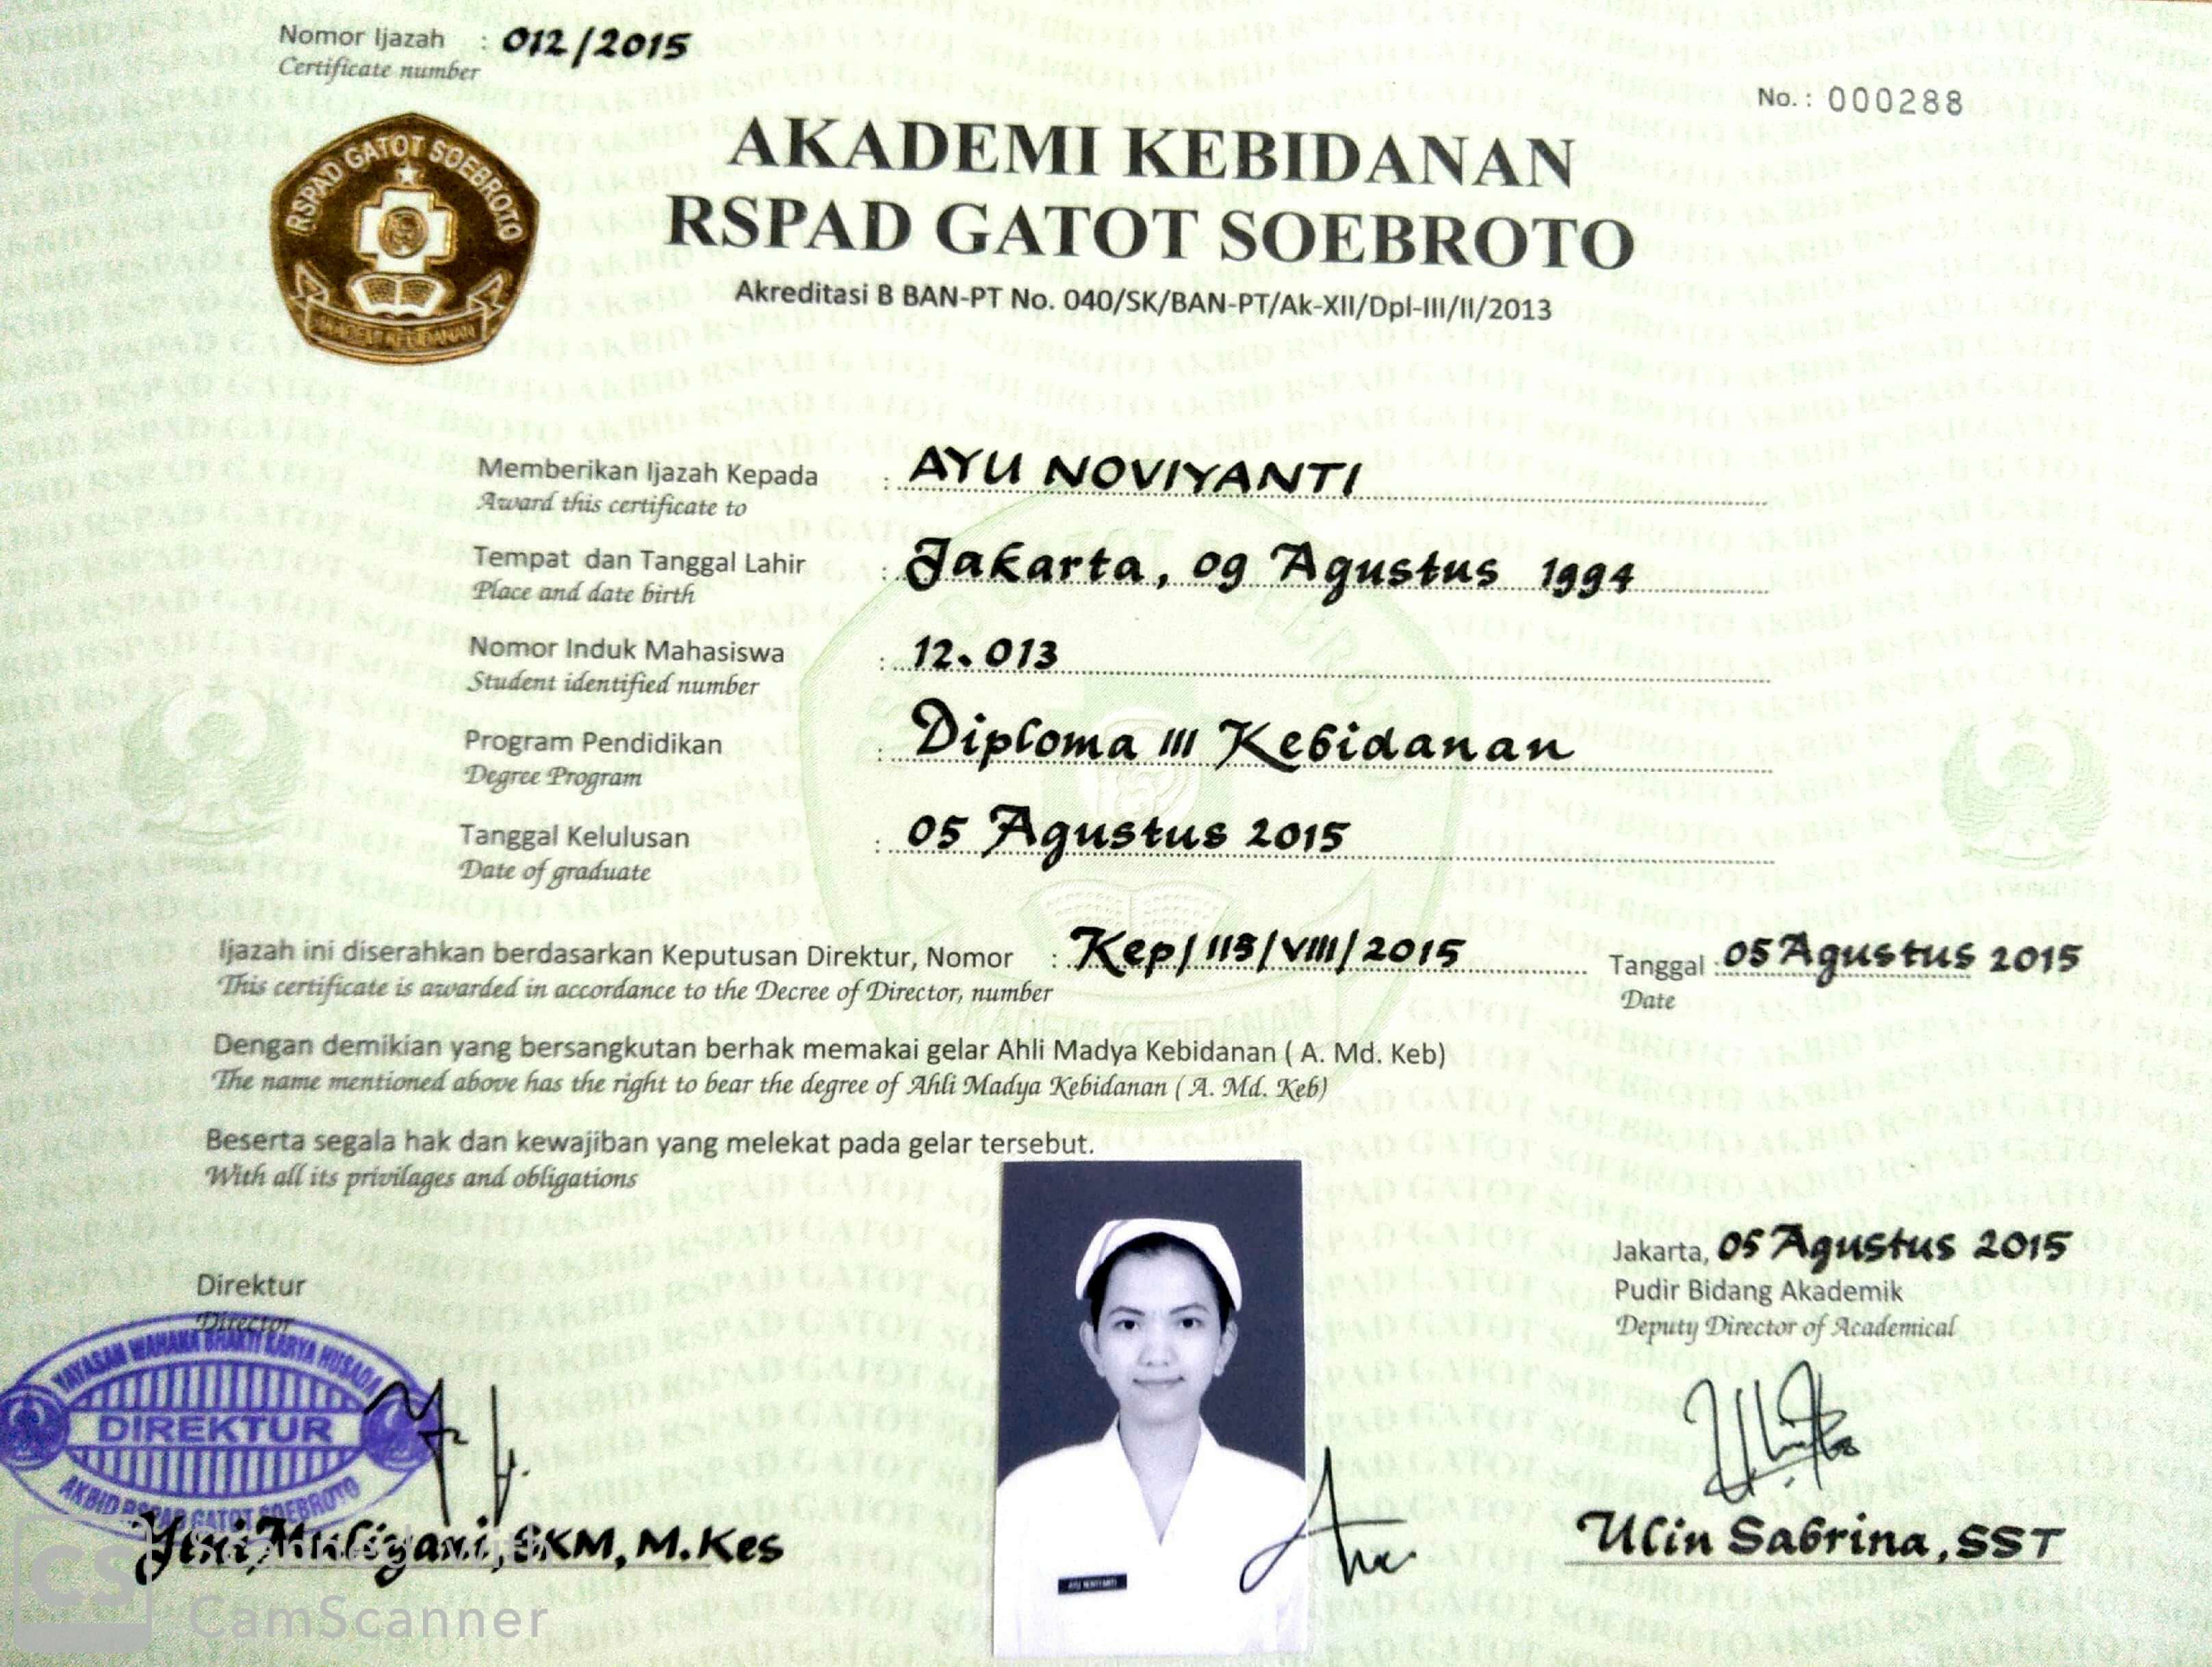 Nomor Ijazah : 012/2015
Certificate number
No. : 000288
RSPAD GATOT SOEBROTO
AKADEMI KEBIDANAN
AKADEMI KEBIDANAN
RSPAD GATOT SOEBROTO
Akreditasi B BAN-PT No. 040/SK/BAN-PT/Ak-XII/Dpl-III/II/2013
Memberikan Ijazah Kepada : AYU NOVIYANTI
Award this certificate to
Tempat dan Tanggal Lahir : Jakarta, 09 Agustus 1994
Place and date birth
Nomor Induk Mahasiswa : 12.013
Student identified number
Program Pendidikan : Diploma III Kebidanan
Degree Program
Tanggal Kelulusan : 05 Agustus 2015
Date of graduate
Ijazah ini diserahkan berdasarkan Keputusan Direktur, Nomor : Kep/115/VIII/2015 Tanggal : 05 Agustus 2015
This certificate is awarded in accordance to the Decree of Director, number Date
Dengan demikian yang bersangkutan berhak memakai gelar Ahli Madya Kebidanan ( A. Md. Keb)
The name mentioned above has the right to bear the degree of Ahli Madya Kebidanan ( A. Md. Keb)
Beserta segala hak dan kewajiban yang melekat pada gelar tersebut.
With all its privilages and obligations
Jakarta, 05 Agustus 2015
Direktur
Director
Pudir Bidang Akademik
Deputy Director of Academical
YAYASAN WAHANA BHAKTI KARYA HUSADA
DIREKTUR
AKBID RSPAD GATOT SOEBROTO
SKM, M.Kes
Ulin Sabrina, SST
AYU NOVIYANTI
CS
Scanned with
CamScanner